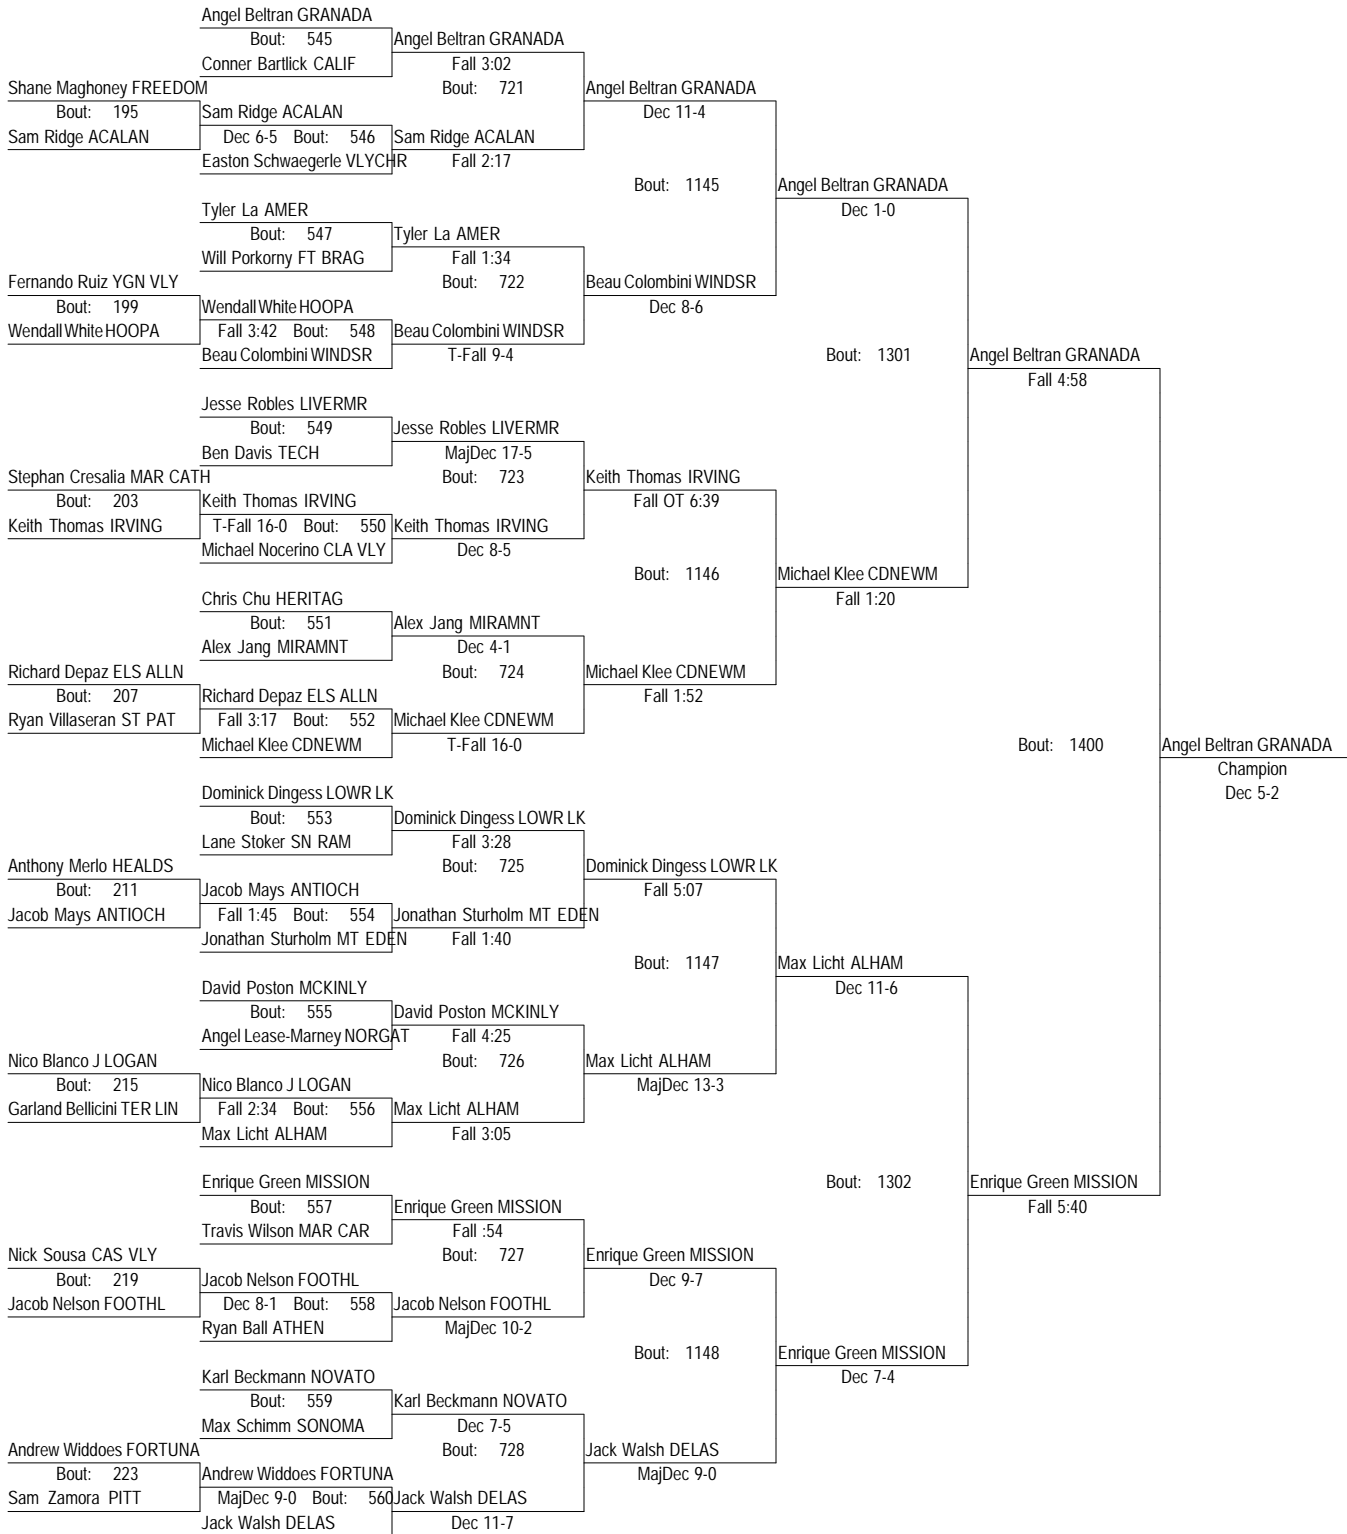 Angel Beltran GRANADA
Bout: 545 Angel Beltran GRANADA
Conner Bartlick CALIF Fall 3:02
Shane Maghoney FREEDOM Bout: 721 Angel Beltran GRANADA
Bout: 195 Sam Ridge ACALAN Dec 11-4
Sam Ridge ACALAN Dec 6-5 Bout: 546 Sam Ridge ACALAN
Easton Schwaegerle VLYCHR Fall 2:17
Bout: 1145 Angel Beltran GRANADA
Tyler La AMER Dec 1-0
Bout: 547 Tyler La AMER
Will Porkorny FT BRAG Fall 1:34
Fernando Ruiz YGN VLY Bout: 722 Beau Colombini WINDSR
Bout: 199 Wendall White HOOPA Dec 8-6
Wendall White HOOPA Fall 3:42 Bout: 548 Beau Colombini WINDSR
Beau Colombini WINDSR T-Fall 9-4 Bout: 1301 Angel Beltran GRANADA
Fall 4:58
Jesse Robles LIVERMR
Bout: 549 Jesse Robles LIVERMR
Ben Davis TECH MajDec 17-5
Stephan Cresalia MAR CATH Bout: 723 Keith Thomas IRVING
Bout: 203 Keith Thomas IRVING Fall OT 6:39
Keith Thomas IRVING T-Fall 16-0 Bout: 550 Keith Thomas IRVING
Michael Nocerino CLA VLY Dec 8-5
Bout: 1146 Michael Klee CDNEWM
Chris Chu HERITAG Fall 1:20
Bout: 551 Alex Jang MIRAMNT
Alex Jang MIRAMNT Dec 4-1
Richard Depaz ELS ALLN Bout: 724 Michael Klee CDNEWM
Bout: 207 Richard Depaz ELS ALLN Fall 1:52
Ryan Villaseran ST PAT Fall 3:17 Bout: 552 Michael Klee CDNEWM
Michael Klee CDNEWM T-Fall 16-0 Bout: 1400 Angel Beltran GRANADA
Champion
Dominick Dingess LOWR LK Dec 5-2
Bout: 553 Dominick Dingess LOWR LK
Lane Stoker SN RAM Fall 3:28
Anthony Merlo HEALDS Bout: 725 Dominick Dingess LOWR LK
Bout: 211 Jacob Mays ANTIOCH Fall 5:07
Jacob Mays ANTIOCH Fall 1:45 Bout: 554 Jonathan Sturholm MT EDEN
Jonathan Sturholm MT EDEN Fall 1:40
Bout: 1147 Max Licht ALHAM
David Poston MCKINLY Dec 11-6
Bout: 555 David Poston MCKINLY
Angel Lease-Marney NORGAT Fall 4:25
Nico Blanco J LOGAN Bout: 726 Max Licht ALHAM
Bout: 215 Nico Blanco J LOGAN MajDec 13-3
Garland Bellicini TER LIN Fall 2:34 Bout: 556 Max Licht ALHAM
Max Licht ALHAM Fall 3:05
Enrique Green MISSION Bout: 1302 Enrique Green MISSION
Bout: 557 Enrique Green MISSION Fall 5:40
Travis Wilson MAR CAR Fall :54
Nick Sousa CAS VLY Bout: 727 Enrique Green MISSION
Bout: 219 Jacob Nelson FOOTHL Dec 9-7
Jacob Nelson FOOTHL Dec 8-1 Bout: 558 Jacob Nelson FOOTHL
Ryan Ball ATHEN MajDec 10-2
Bout: 1148 Enrique Green MISSION
Karl Beckmann NOVATO Dec 7-4
Bout: 559 Karl Beckmann NOVATO
Max Schimm SONOMA Dec 7-5
Andrew Widdoes FORTUNA Bout: 728 Jack Walsh DELAS
Bout: 223 Andrew Widdoes FORTUNA MajDec 9-0
Sam Zamora PITT MajDec 9-0 Bout: 560 Jack Walsh DELAS
Jack Walsh DELAS Dec 11-7